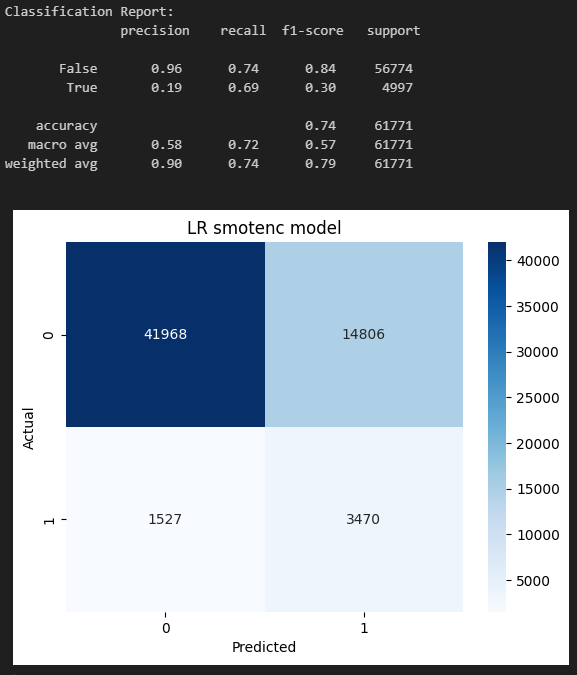 Classification Report:
precision recall f1-score support
False 0.96 0.74 0.84 56774
True 0.19 0.69 0.30 4997
accuracy 0.74 61771
macro avg 0.58 0.72 0.57 61771
weighted avg 0.90 0.74 0.79 61771
LR smotenc model
40000
35000
30000
25000
20000
15000
10000
5000
Actual
0
1
41968 14806
1527 3470
0 1
Predicted